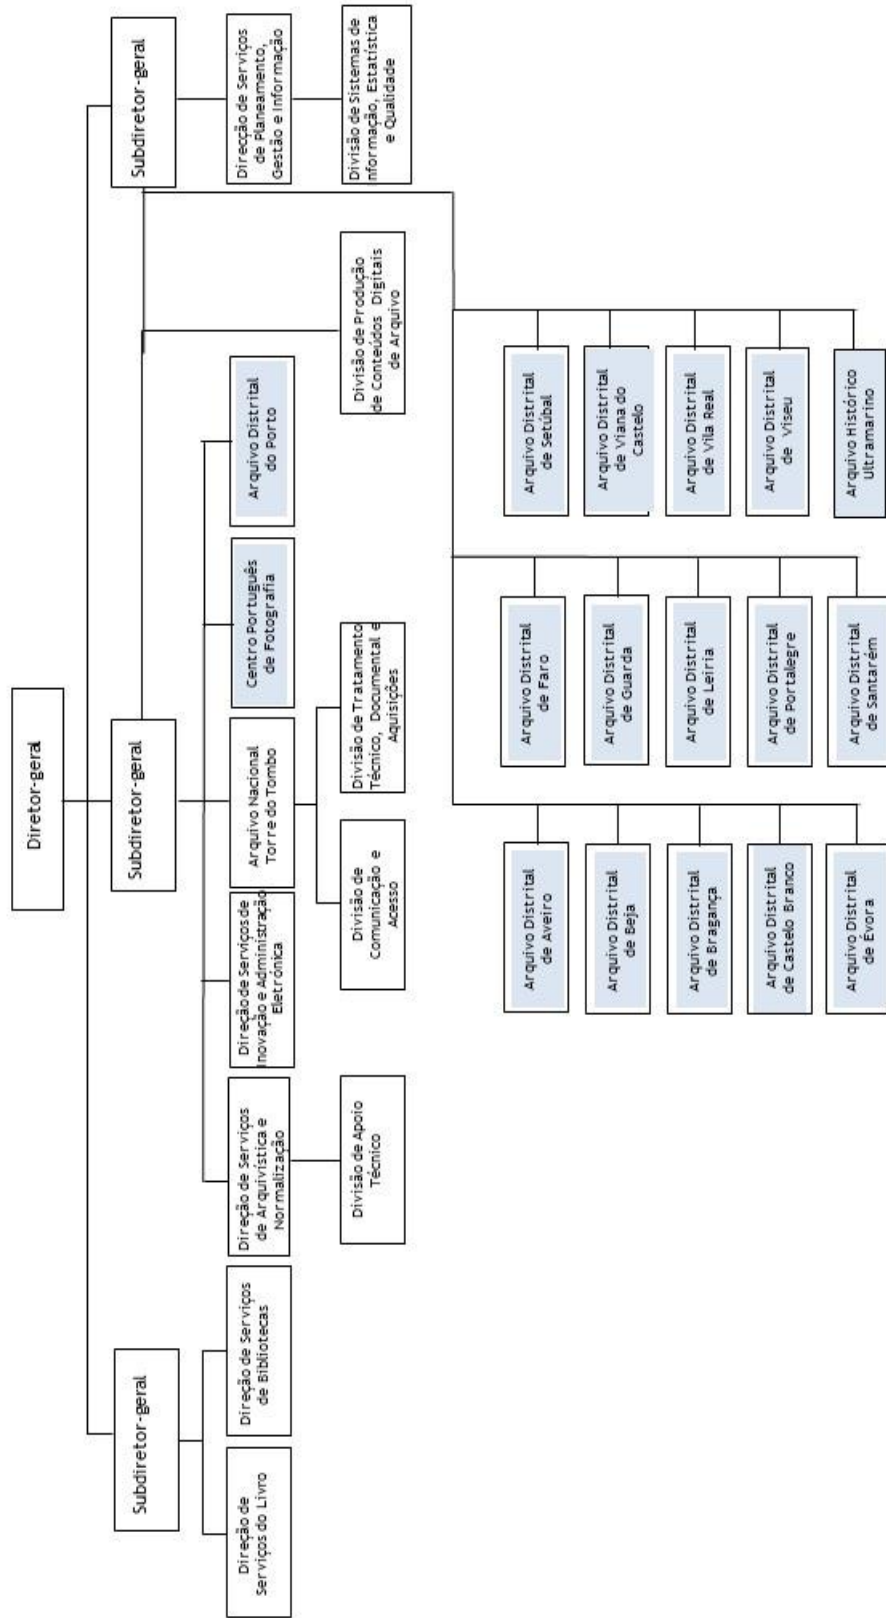 Diretor-geral
Subdiretor-geral
Subdiretor-geral
Subdiretor-geral
Direção de
Serviços do Livro
Direção de Serviços
de Bibliotecas
Direção de Serviços
de Arquivística e
Normalização
Direção de Serviços de
Inovação e Administração
Eletrónica
Arquivo Nacional
Torre do Tombo
Centro Português
de Fotografia
Arquivo Distrital
do Porto
Direcção de Serviços
de Planeamento,
Gestão e Informação
Divisão de Apoio
Técnico
Divisão de
Comunicação e
Acesso
Divisão de Tratamento
Técnico, Documental e
Aquisições
Divisão de Produção
de Conteúdos Digitais
de Arquivo
Divisão de Sistemas de
Informação, Estatística
e Qualidade
Arquivo Distrital
de Aveiro
Arquivo Distrital
de Beja
Arquivo Distrital
de Bragança
Arquivo Distrital
de Castelo Branco
Arquivo Distrital
de Évora
Arquivo Distrital
de Faro
Arquivo Distrital
de Guarda
Arquivo Distrital
de Leiria
Arquivo Distrital
de Portalegre
Arquivo Distrital
de Santarém
Arquivo Distrital
de Setúbal
Arquivo Distrital
de Viana do
Castelo
Arquivo Distrital
de Vila Real
Arquivo Distrital
de Viseu
Arquivo Histórico
Ultramarino